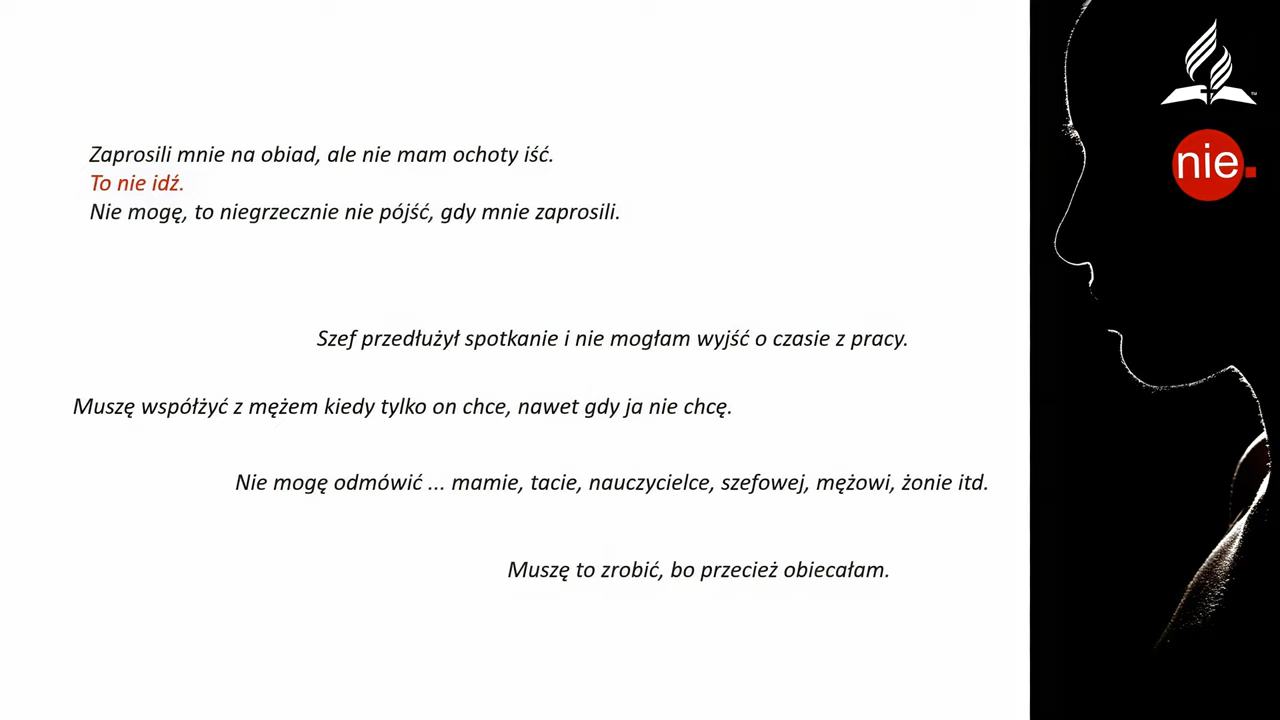 Zaprosili mnie na obiad, ale nie mam ochoty iść.
To nie idź.
Nie mogę, to niegrzecznie nie pójść, gdy mnie zaprosili.
Szef przedłużył spotkanie i nie mogłam wyjść o czasie z pracy.
Muszę współżyć z mężem kiedy tylko on chce, nawet gdy ja nie chcę.
Nie mogę odmówić ... mamie, tacie, nauczycielce, szefowej, mężowi, żonie itd.
Muszę to zrobić, bo przecież obiecałam.
nie.